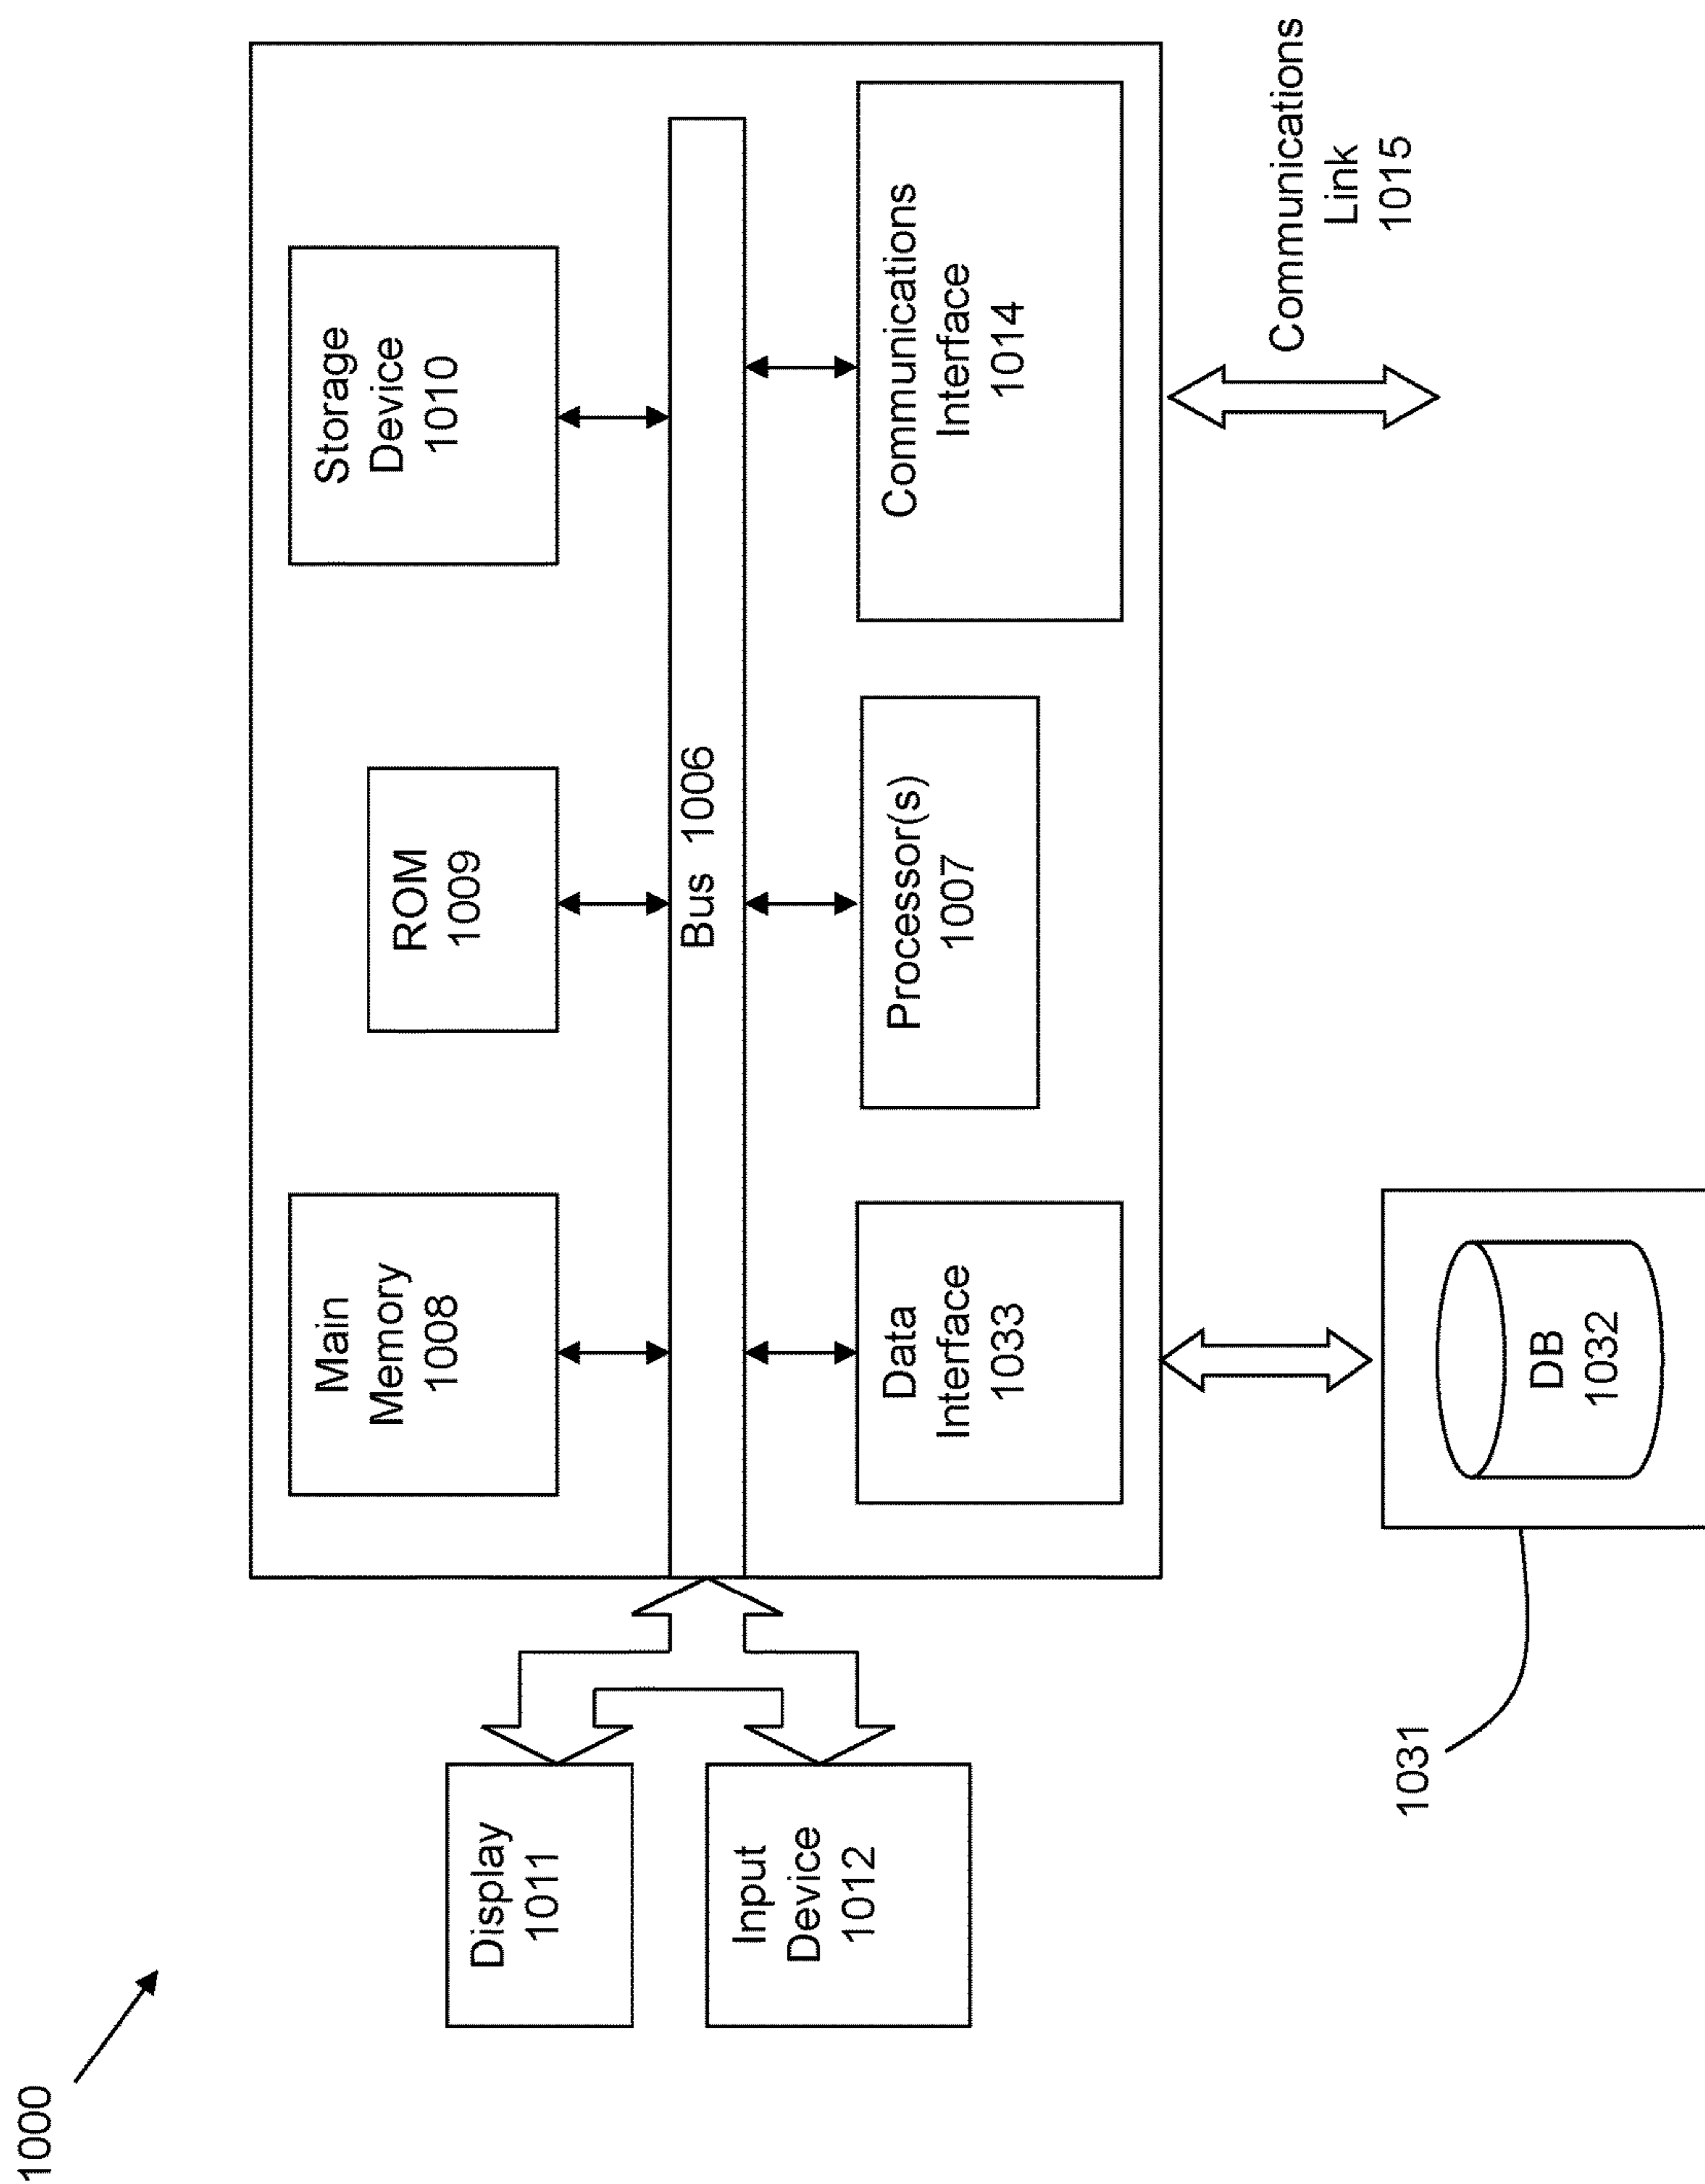 1000
Display
1011
Input
Device
1012
Main
Memory
1008
ROM
1009
Storage
Device
1010
Bus 1006
Data
Interface
1033
Processor(s)
1007
Communications
Interface
1014
1031
DB
1032
Communications
Link
1015